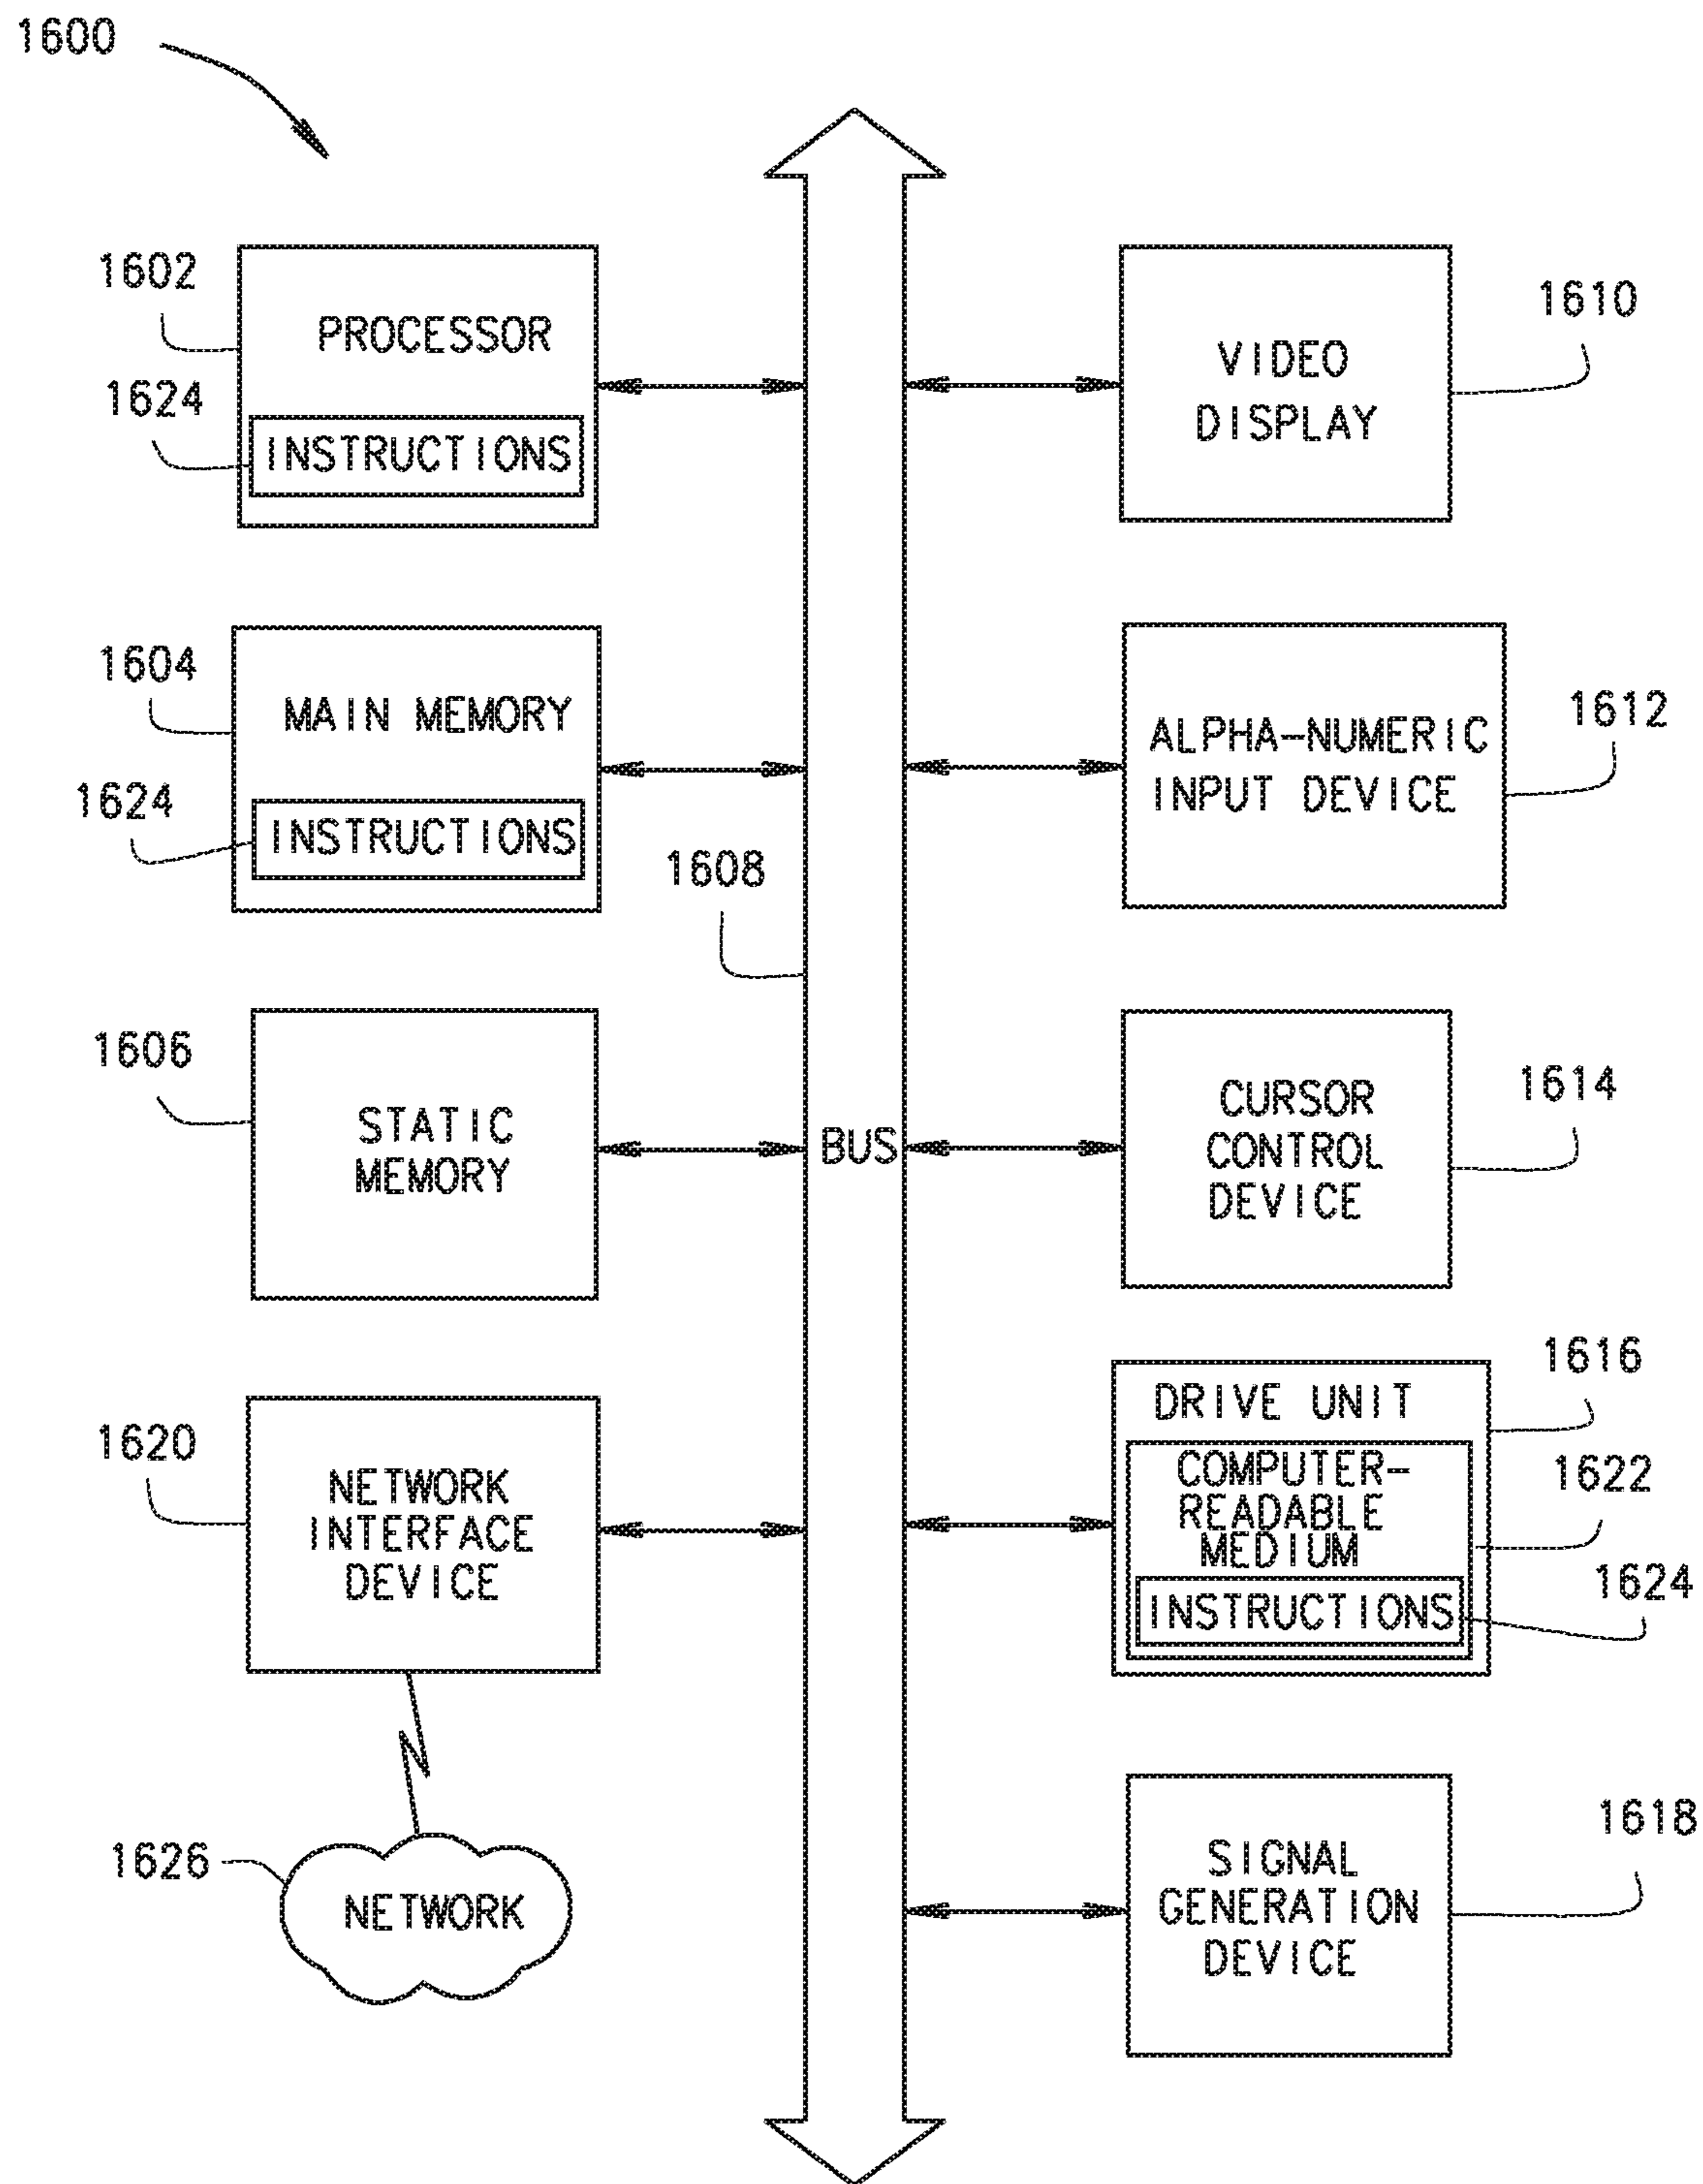 1600
1602
PROCESSOR
1624
INSTRUCTIONS
1604
MAIN MEMORY
1624
INSTRUCTIONS
1606
STATIC
MEMORY
1620
NETWORK
INTERFACE
DEVICE
1626
NETWORK
1608
BUS
VIDEO
DISPLAY
1610
ALPHA-NUMERIC
INPUT DEVICE
1612
CURSOR
CONTROL
DEVICE
1614
DRIVE UNIT
1616
COMPUTER-
READABLE
MEDIUM
1622
INSTRUCTIONS
1624
SIGNAL
GENERATION
DEVICE
1618